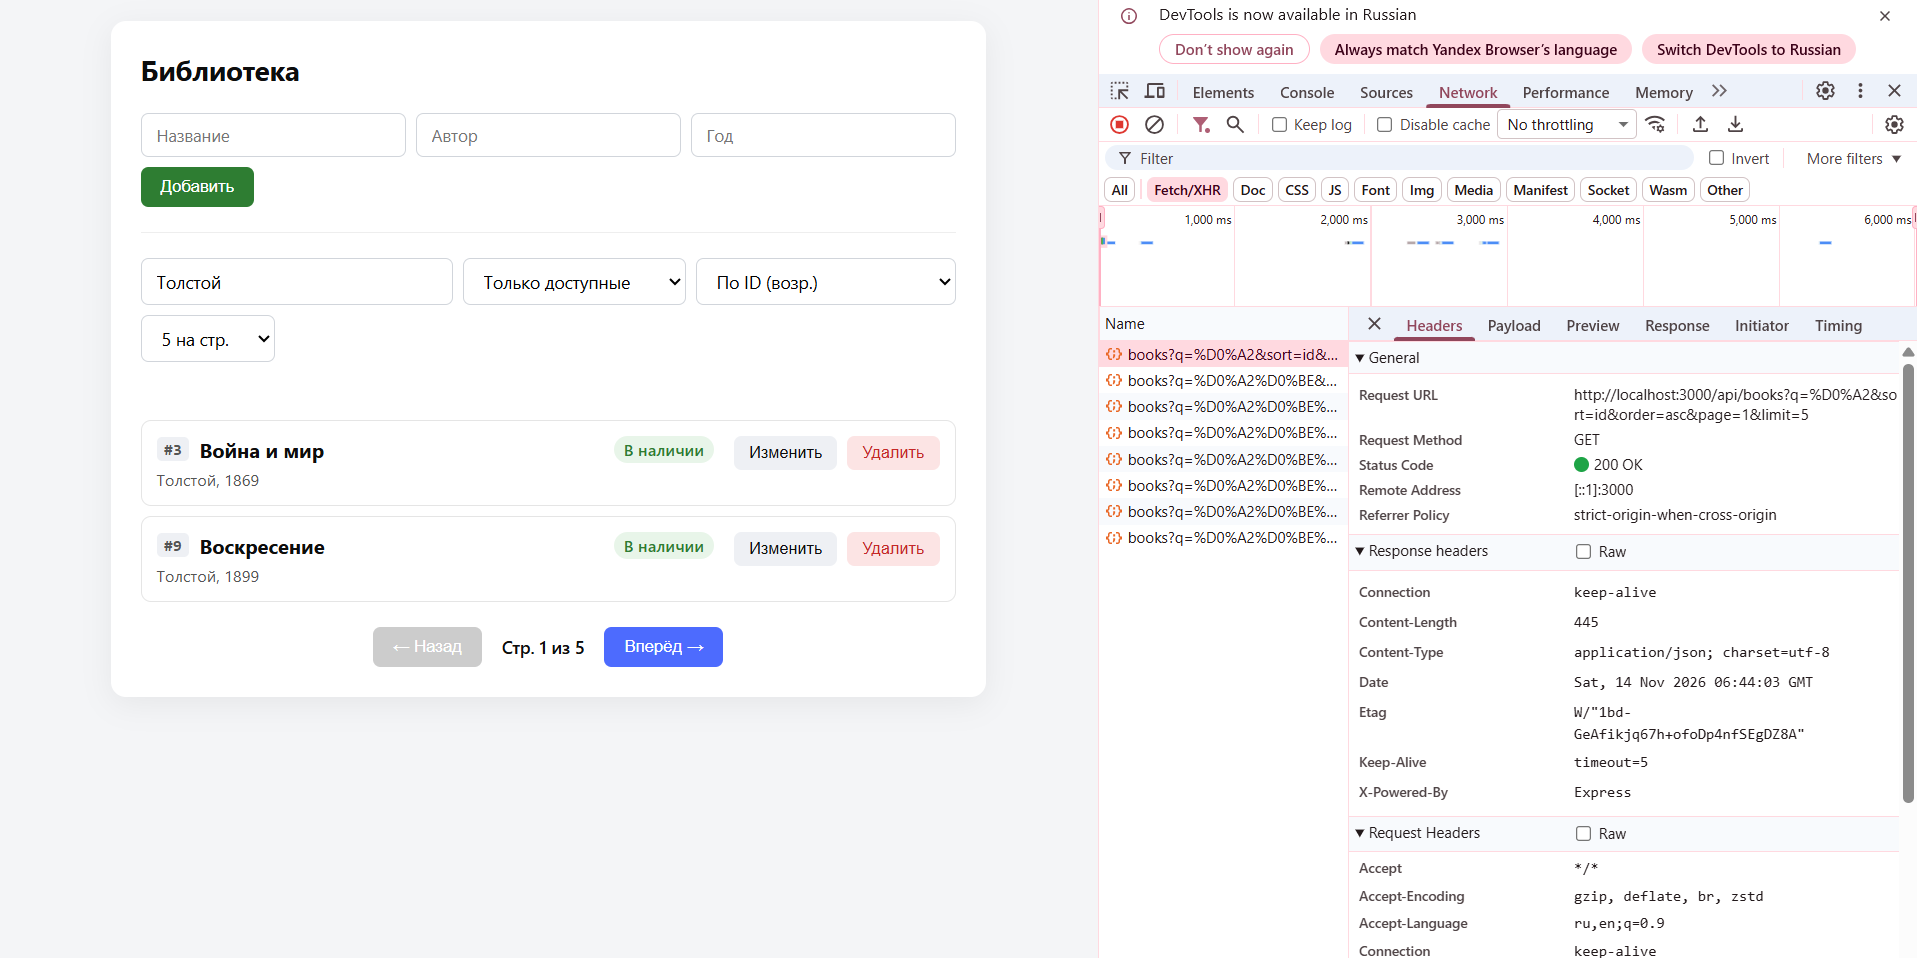 Библиотека
Название
Автор
Год
Добавить
Толстой
Только доступные
По ID (возр.)
5 на стр.
#3 Война и мир
В наличии
Изменить
Удалить
Толстой, 1869
#9 Воскресение
В наличии
Изменить
Удалить
Толстой, 1899
← Назад
Стр. 1 из 5
Вперёд →
DevTools is now available in Russian
Don't show again
Always match Yandex Browser's language
Switch DevTools to Russian
Elements Console Sources Network Performance Memory
Keep log Disable cache No throttling
Filter Invert More filters
All Fetch/XHR Doc CSS JS Font Img Media Manifest Socket Wasm Other
1,000 ms 2,000 ms 3,000 ms 4,000 ms 5,000 ms 6,000 ms
Name
books?q=%D0%A2&sort=id&...
books?q=%D0%A2%D0%BE&...
books?q=%D0%A2%D0%BE%...
books?q=%D0%A2%D0%BE%...
books?q=%D0%A2%D0%BE%...
books?q=%D0%A2%D0%BE%...
books?q=%D0%A2%D0%BE%...
books?q=%D0%A2%D0%BE%...
Headers Payload Preview Response Initiator Timing
General
Request URL http://localhost:3000/api/books?q=%D0%A2&so
rt=id&order=asc&page=1&limit=5
Request Method GET
Status Code 200 OK
Remote Address [::1]:3000
Referrer Policy strict-origin-when-cross-origin
Response headers Raw
Connection keep-alive
Content-Length 445
Content-Type application/json; charset=utf-8
Date Sat, 14 Nov 2026 06:44:03 GMT
Etag W/"1bd-
GeAfikjq67h+ofoDp4nfSEgDZ8A"
Keep-Alive timeout=5
X-Powered-By Express
Request Headers Raw
Accept */*
Accept-Encoding gzip, deflate, br, zstd
Accept-Language ru,en;q=0.9
Connection keep-alive